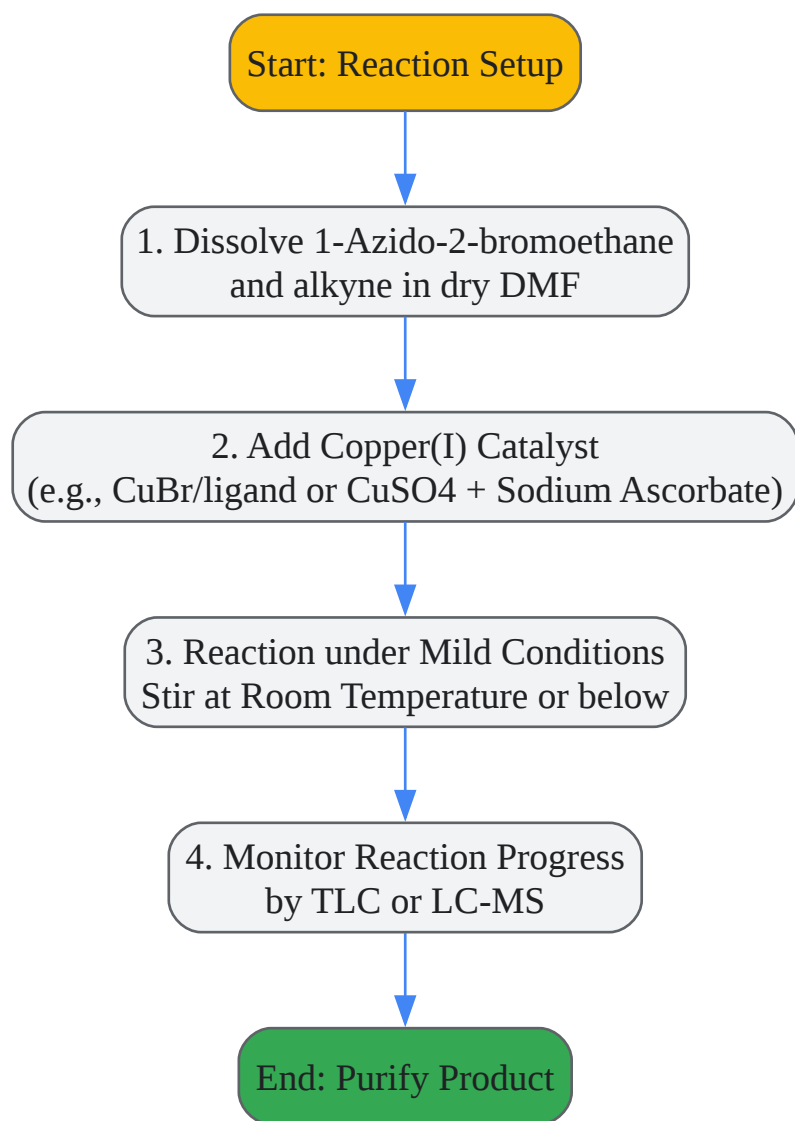 Start: Reaction Setup
1. Dissolve 1-Azido-2-bromoethane
and alkyne in dry DMF
2. Add Copper(I) Catalyst
(e.g., CuBr/ligand or CuSO4 + Sodium Ascorbate)
3. Reaction under Mild Conditions
Stir at Room Temperature or below
4. Monitor Reaction Progress
by TLC or LC-MS
End: Purify Product